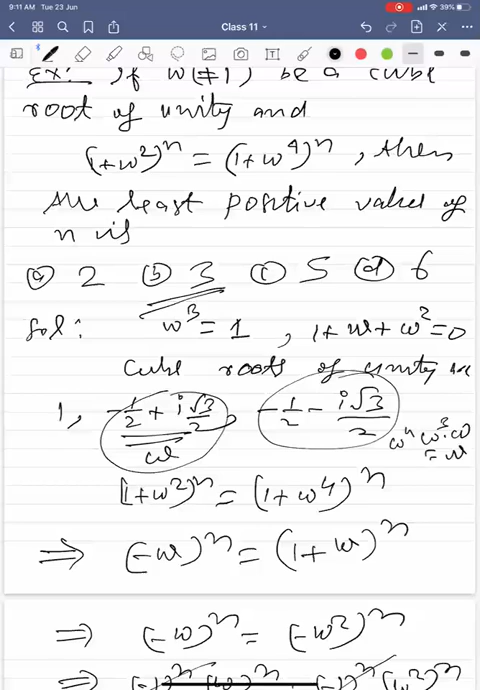 9:11 AM Tue 23 Jun
39%
Class 11
Ex: If ω(≠1) be a cube
root of unity and
(1+ω²)ⁿ = (1+ω⁴)ⁿ, then
the least positive value of
n is
(a) 2 (b) 3 (c) 5 (d) 6
Sol: ω³ = 1, 1+ω+ω²=0
Cube roots of unity are
1, -1/2 + i√3/2, -1/2 - i√3/2
ω
ω⁴ ω³.ω
= ω
(1+ω²)ⁿ = (1+ω⁴)ⁿ
⇒ (-ω)ⁿ = (1+ω)ⁿ
⇒ (-ω)ⁿ = (-ω²)ⁿ
⇒ (-1)ⁿ (ω)ⁿ = (-1)ⁿ (ω²)ⁿ